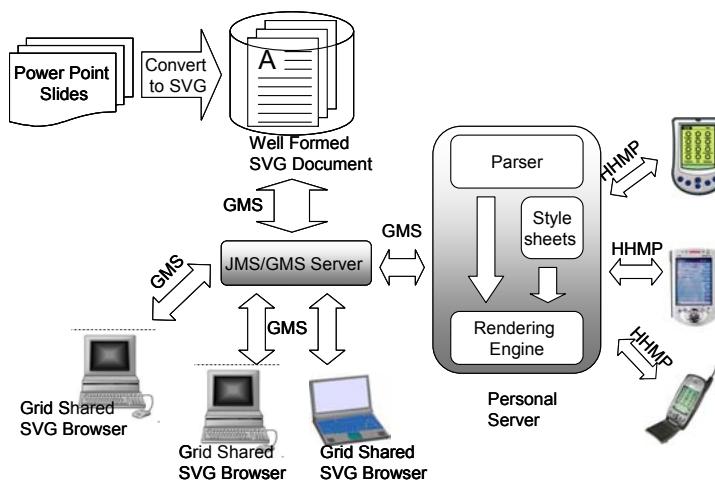 Power Point
Slides
Convert
to SVG
A
Well Formed
SVG Document
GMS
JMS/GMS Server
GMS
GMS
GMS
Parser
Style
sheets
Rendering
Engine
Personal
Server
HHMP
HHMP
HHMP
Grid Shared
SVG Browser
Grid Shared
SVG Browser
Grid Shared
SVG Browser